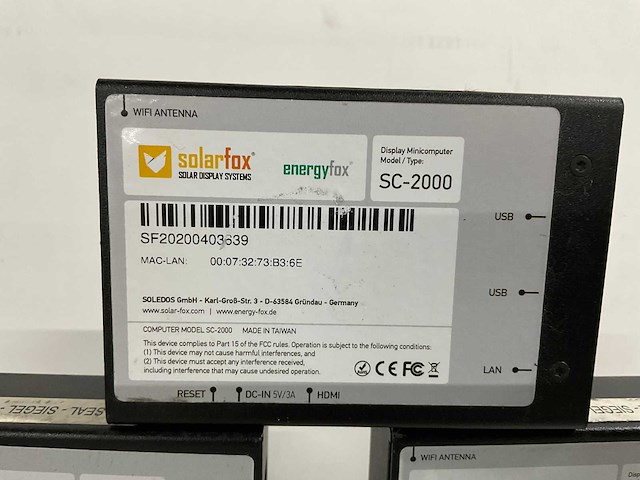 WIFI ANTENNA
solarfox®
SOLAR DISPLAY SYSTEMS
energyfox®
Display Minicomputer
Model / Type:
SC-2000
USB
SF20200403639
MAC-LAN: 00:07:32:73:B3:6E
USB
SOLEDOS GmbH - Karl-Groß-Str. 3 - D-63584 Gründau - Germany
www.solar-fox.com | www.energy-fox.de
COMPUTER MODEL SC-2000 MADE IN TAIWAN
This device complies to Part 15 of the FCC rules. Operation is subject to the following conditions:
(1) This device may not cause harmful interference, and
(2) This device must accept any interference received,
including interference that may cause undesired operation.
CE FC
LAN
RESET DC-IN 5V/3A HDMI
SEAL - SIEGEL
SIEGEL
WIFI ANTENNA